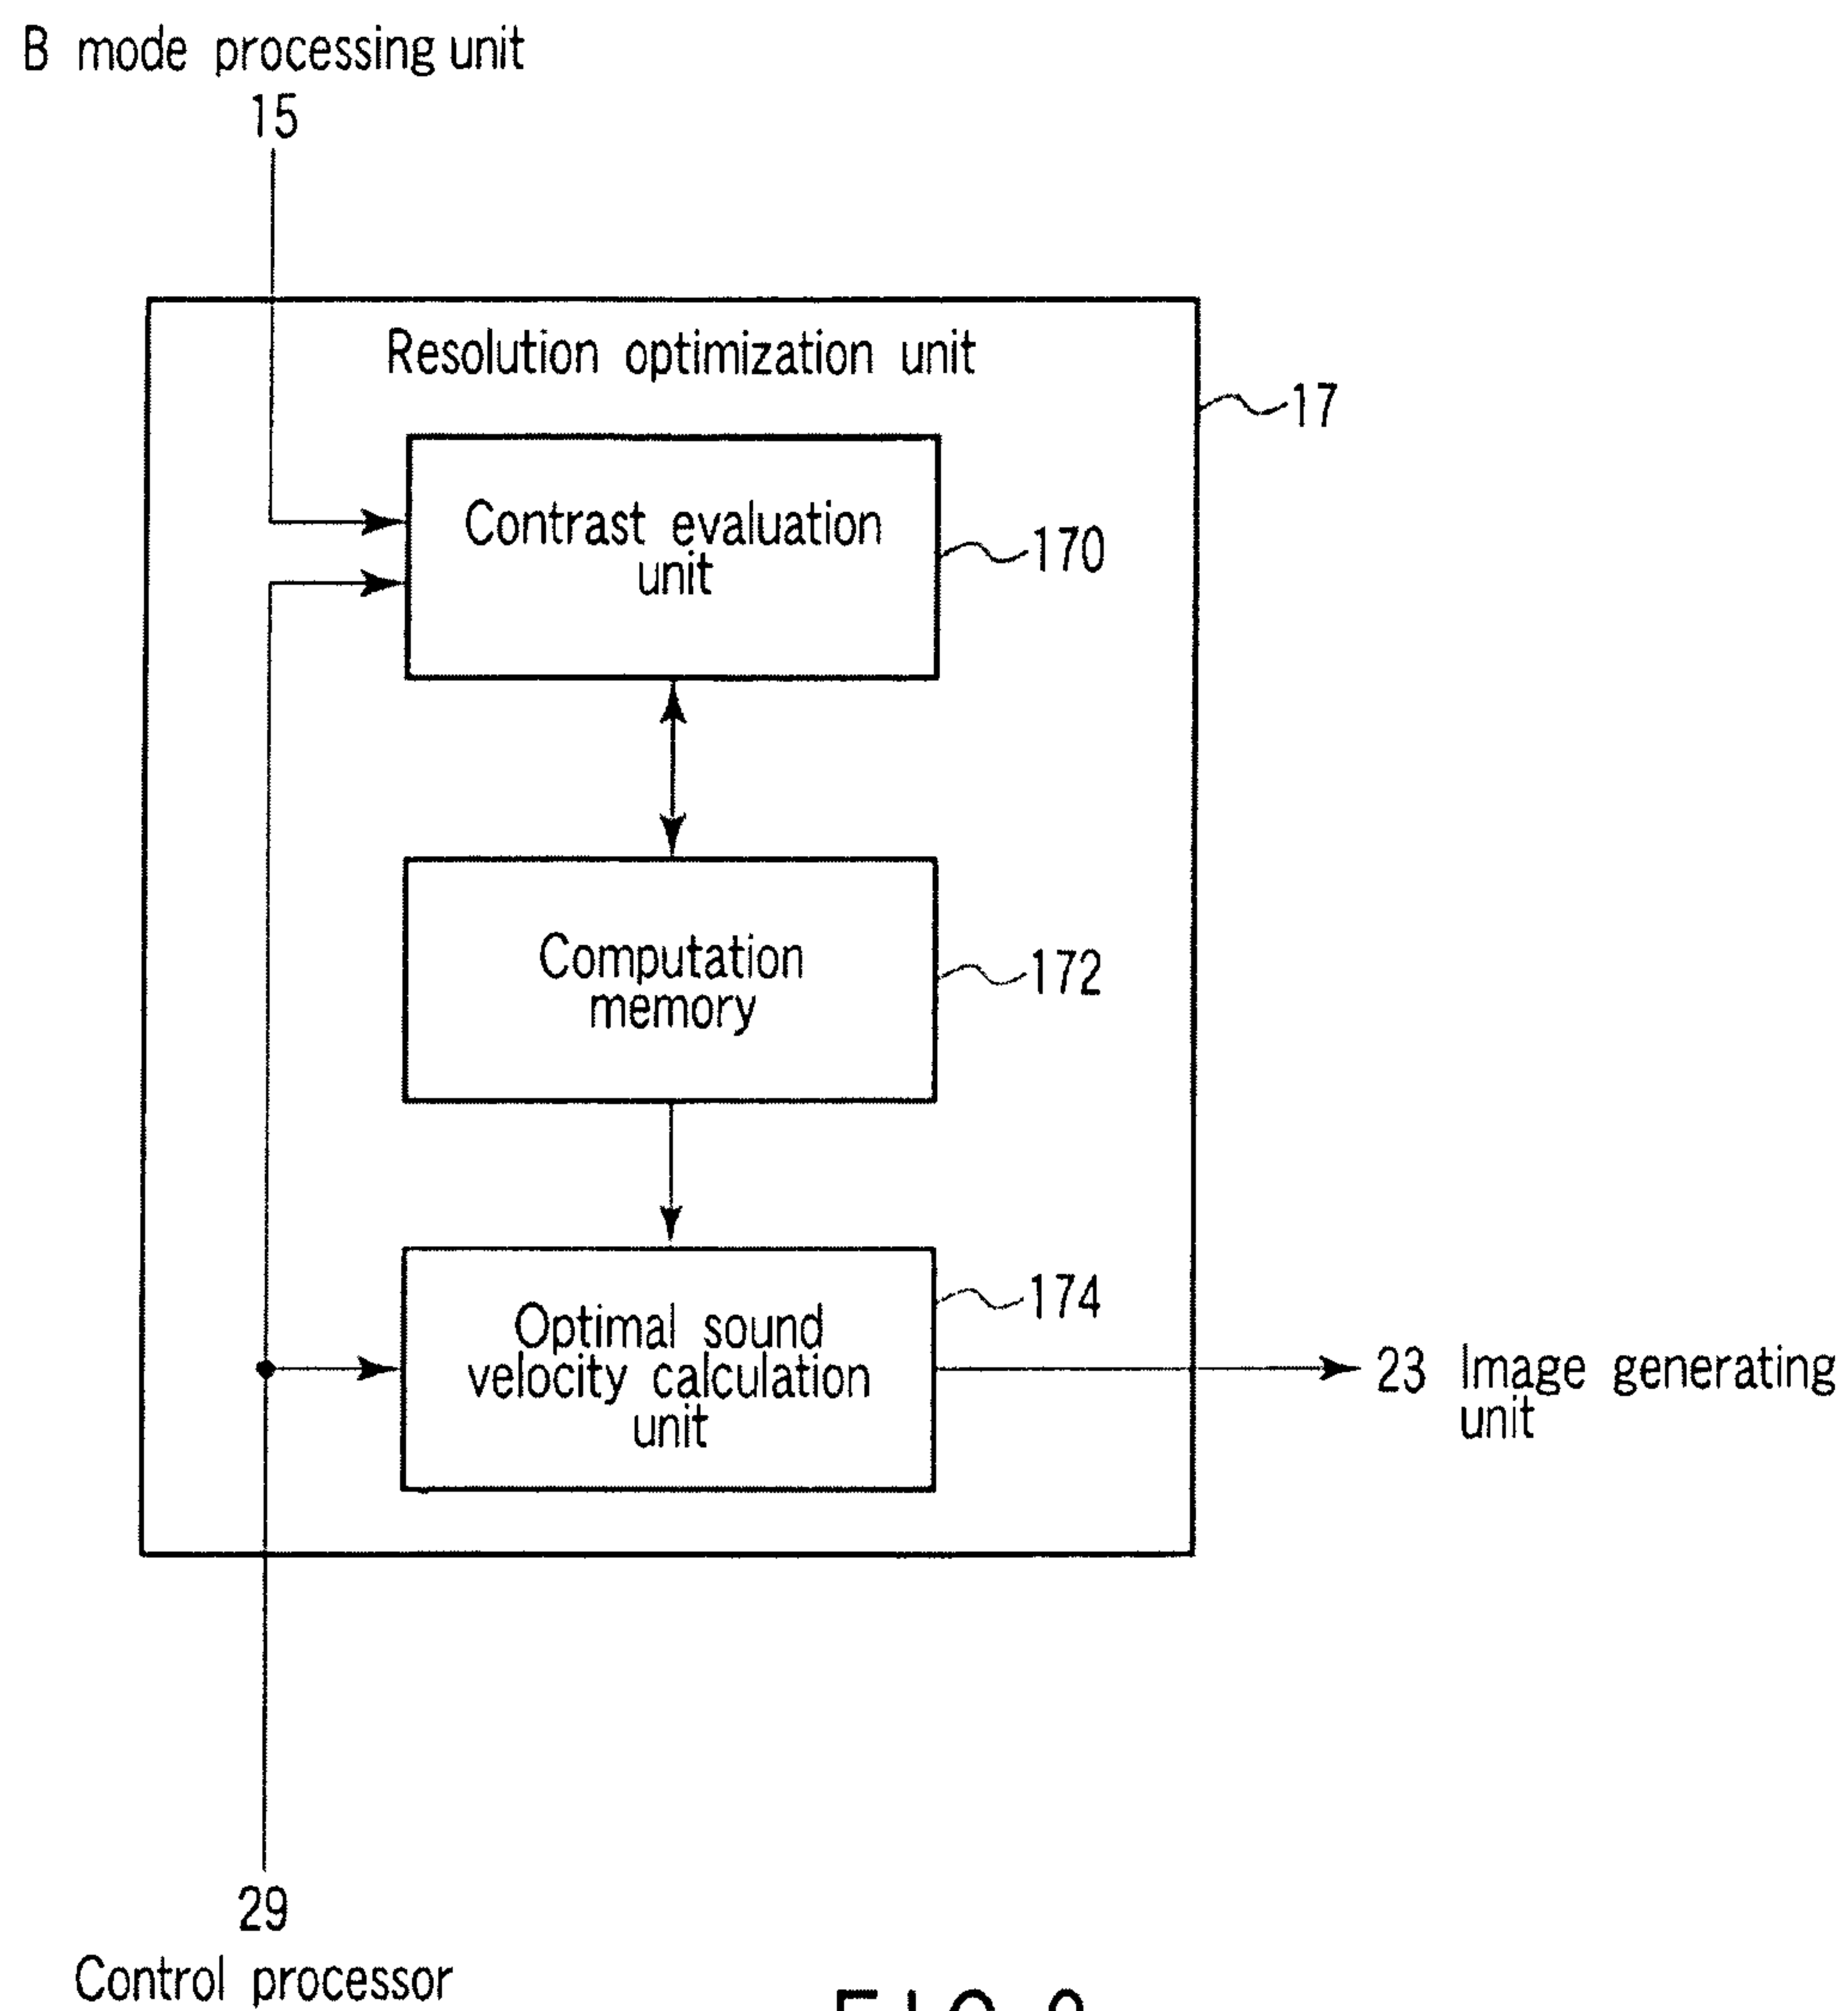 B mode processing unit
15
Resolution optimization unit
17
Contrast evaluation
unit
170
Computation
memory
172
Optimal sound
velocity calculation
unit
174
23 Image generating
unit
29
Control processor